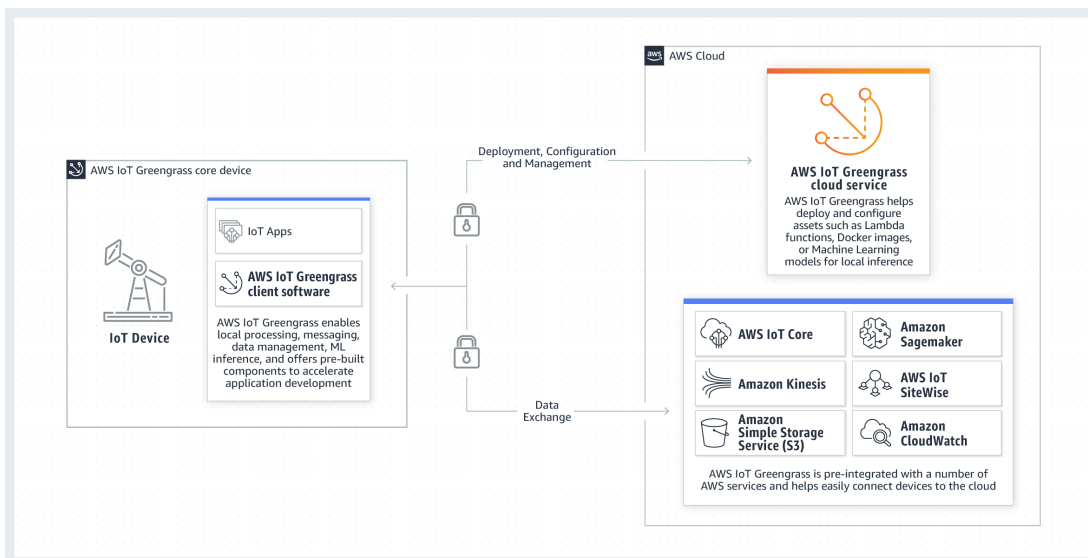 AWS IoT Greengrass core device
IoT Device
IoT Apps
AWS IoT Greengrass
client software
AWS IoT Greengrass enables
local processing, messaging,
data management, ML
inference, and offers pre-built
components to accelerate
application development
Deployment, Configuration
and Management
Data
Exchange
aws
AWS Cloud
AWS IoT Greengrass
cloud service
AWS IoT Greengrass helps
deploy and configure
assets such as Lambda
functions, Docker images,
or Machine Learning
models for local inference
AWS IoT Core
Amazon
Sagemaker
Amazon Kinesis
AWS IoT
SiteWise
Amazon
Simple Storage
Service (S3)
Amazon
CloudWatch
AWS IoT Greengrass is pre-integrated with a number of
AWS services and helps easily connect devices to the cloud